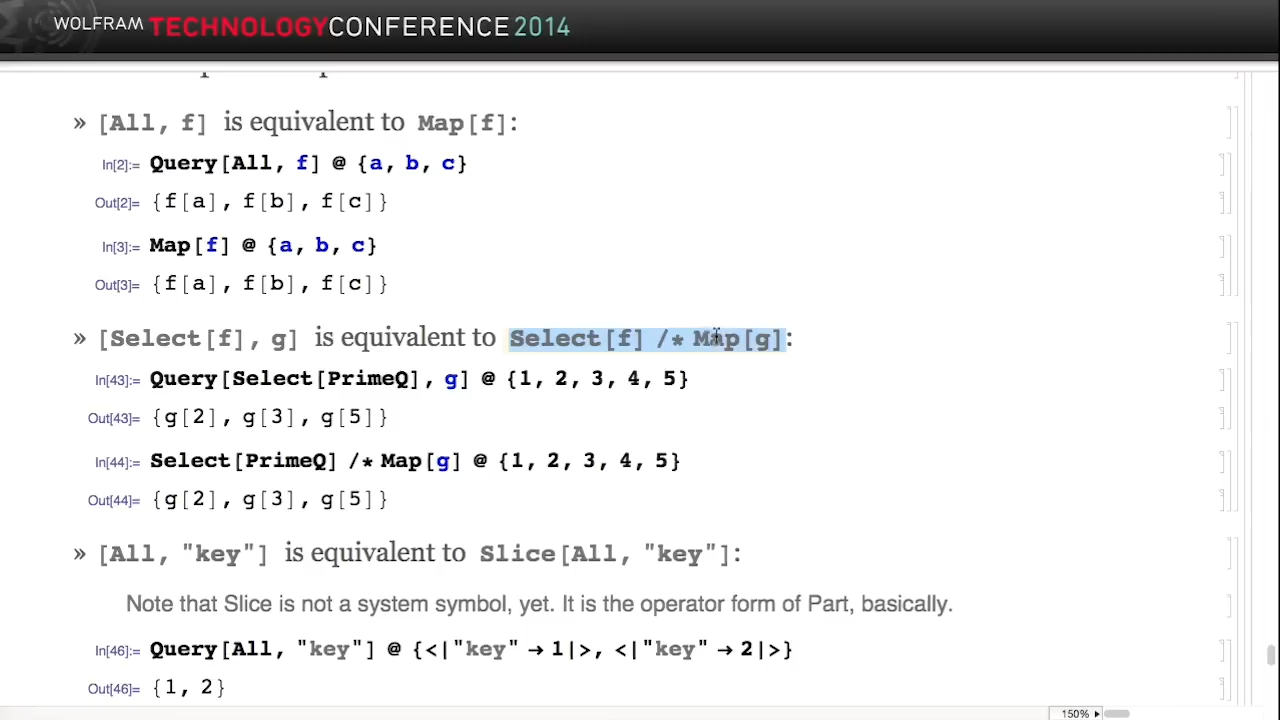 WOLFRAM TECHNOLOGYCONFERENCE2014
» [All, f] is equivalent to Map[f]:
In[2]:= Query[All, f] @ {a, b, c}
Out[2]= {f[a], f[b], f[c]}
In[3]:= Map[f] @ {a, b, c}
Out[3]= {f[a], f[b], f[c]}
» [Select[f], g] is equivalent to Select[f] /* Map[g]:
In[43]:= Query[Select[PrimeQ], g] @ {1, 2, 3, 4, 5}
Out[43]= {g[2], g[3], g[5]}
In[44]:= Select[PrimeQ] /* Map[g] @ {1, 2, 3, 4, 5}
Out[44]= {g[2], g[3], g[5]}
» [All, "key"] is equivalent to Slice[All, "key"]:
Note that Slice is not a system symbol, yet. It is the operator form of Part, basically.
In[46]:= Query[All, "key"] @ {<|"key" → 1|>, <|"key" → 2|>}
Out[46]= {1, 2}
150%